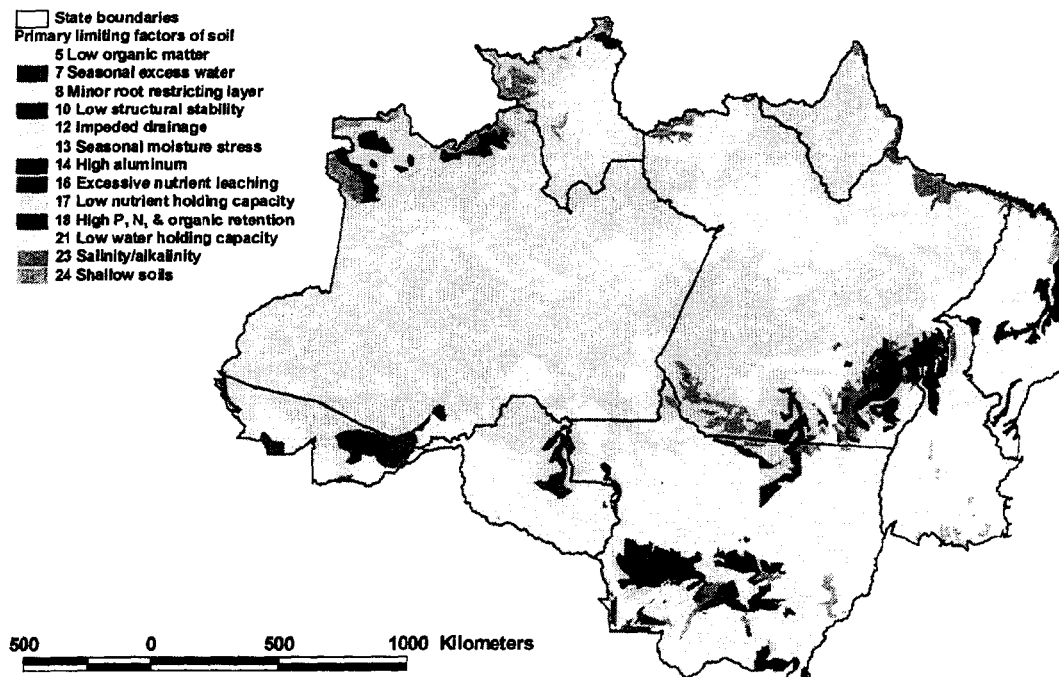 State boundaries
Primary limiting factors of soil
5 Low organic matter
7 Seasonal excess water
8 Minor root restricting layer
10 Low structural stability
12 Impeded drainage
13 Seasonal moisture stress
14 High aluminum
16 Excessive nutrient leaching
17 Low nutrient holding capacity
18 High P, N, & organic retention
21 Low water holding capacity
23 Salinity/alkalinity
24 Shallow soils
500 0 500 1000 Kilometers